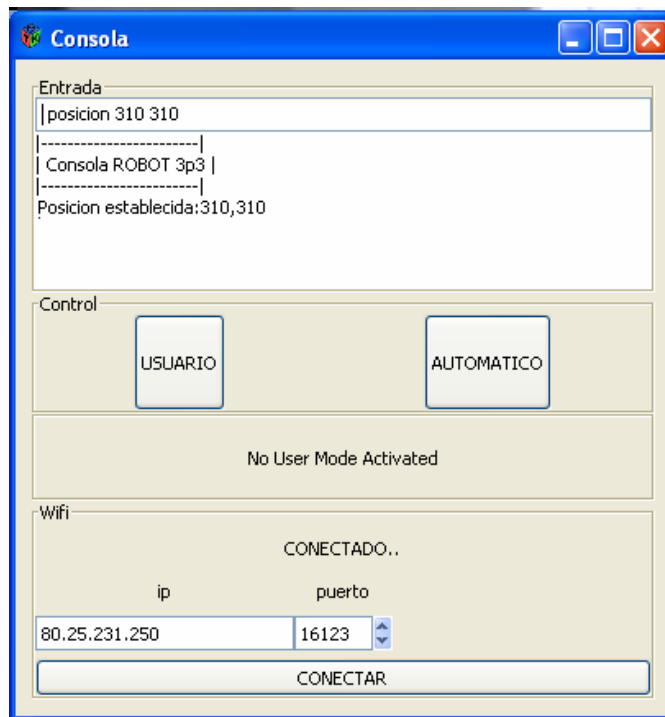 Consola
Entrada
posicion 310 310
|------------------------|
| Consola ROBOT 3p3 |
|------------------------|
Posicion establecida:310,310
Control
USUARIO AUTOMATICO
No User Mode Activated
Wifi
CONECTADO..
ip puerto
80.25.231.250 16123
CONECTAR